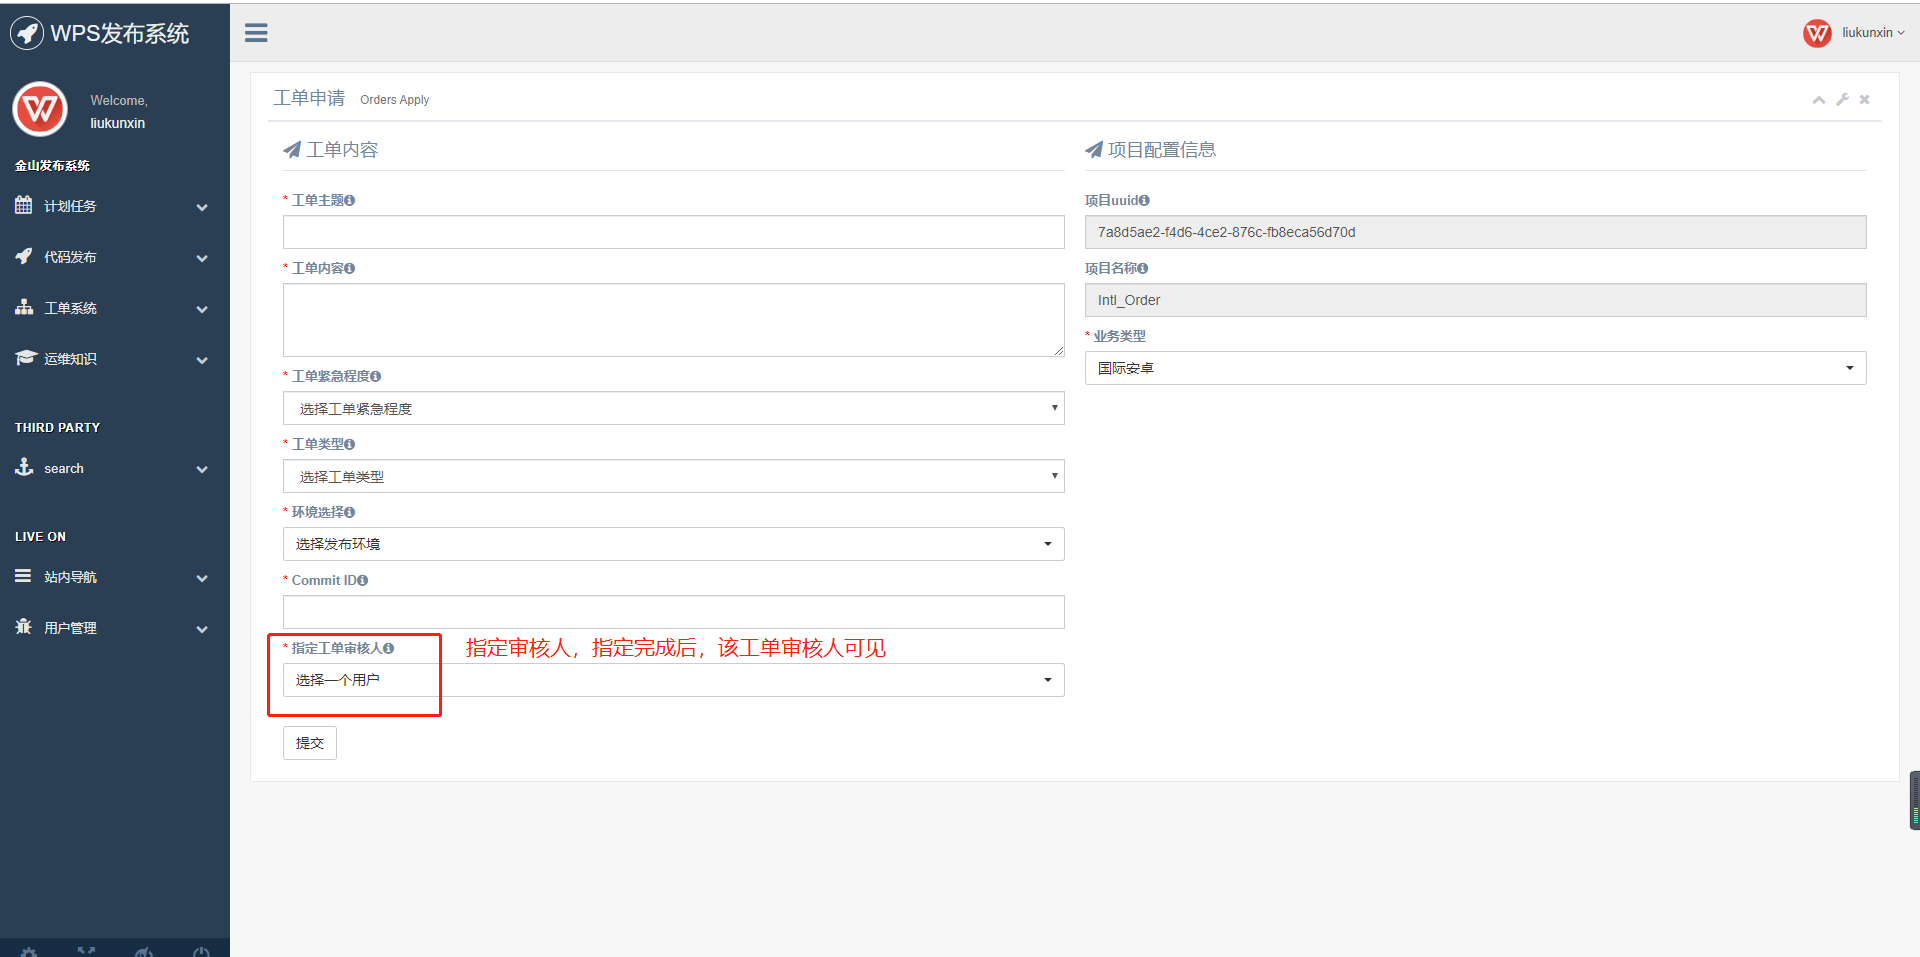 WPS发布系统
liukunxin
Welcome,
liukunxin
金山发布系统
计划任务
代码发布
工单系统
运维知识
THIRD PARTY
search
LIVE ON
站内导航
用户管理
工单申请 Orders Apply
工单内容
* 工单主题
* 工单内容
* 工单紧急程度
选择工单紧急程度
* 工单类型
选择工单类型
* 环境选择
选择发布环境
* Commit ID
* 指定工单审核人
指定审核人，指定完成后，该工单审核人可见
选择一个用户
提交
项目配置信息
项目uuid
7a8d5ae2-f4d6-4ce2-876c-fb8eca56d70d
项目名称
Intl_Order
* 业务类型
国际安卓